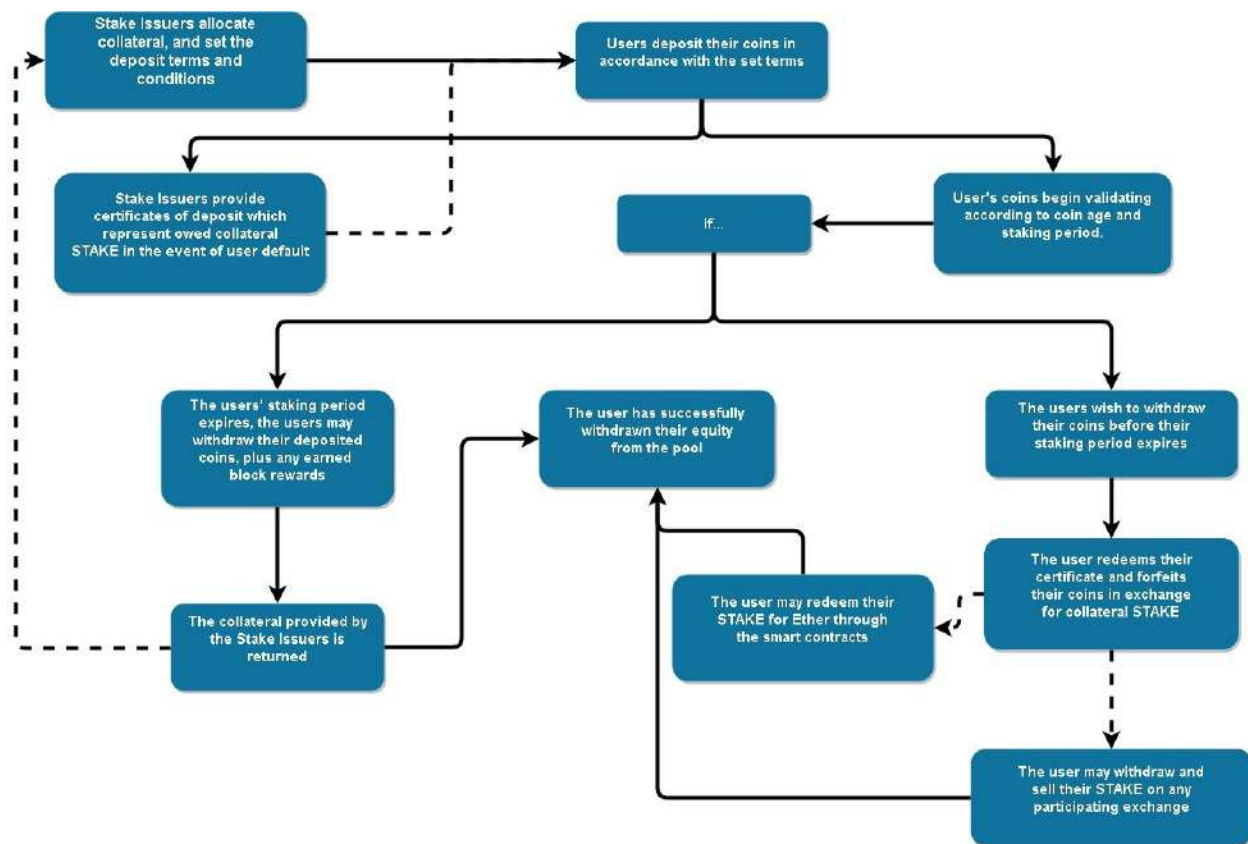 Stake Issuers allocate
collateral, and set the
deposit terms and
conditions
Users deposit their coins in
accordance with the set terms
Stake Issuers provide
certificates of deposit which
represent owed collateral
STAKE in the event of user default
If...
User's coins begin validating
according to coin age and
staking period.
The users' staking period
expires, the users may
withdraw their deposited
coins, plus any earned
block rewards
The user has successfully
withdrawn their equity
from the pool
The users wish to withdraw
their coins before their
staking period expires
The collateral provided by
the Stake Issuers is
returned
The user may redeem their
STAKE for Ether through
the smart contracts
The user redeems their
certificate and forfeits
their coins in exchange
for collateral STAKE
The user may withdraw and
sell their STAKE on any
participating exchange